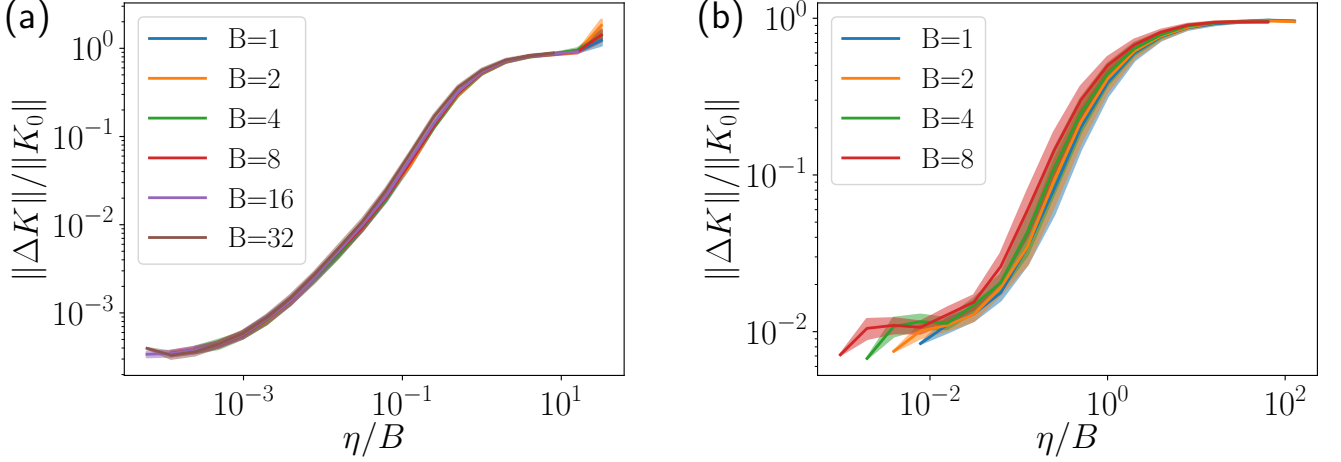 (a)
‖ΔK‖/‖K₀‖
10⁰
10⁻¹
10⁻²
10⁻³
B=1
B=2
B=4
B=8
B=16
B=32
10⁻³
10⁻¹
10¹
η/B
(b)
‖ΔK‖/‖K₀‖
10⁰
10⁻¹
10⁻²
B=1
B=2
B=4
B=8
10⁻²
10⁰
10²
η/B